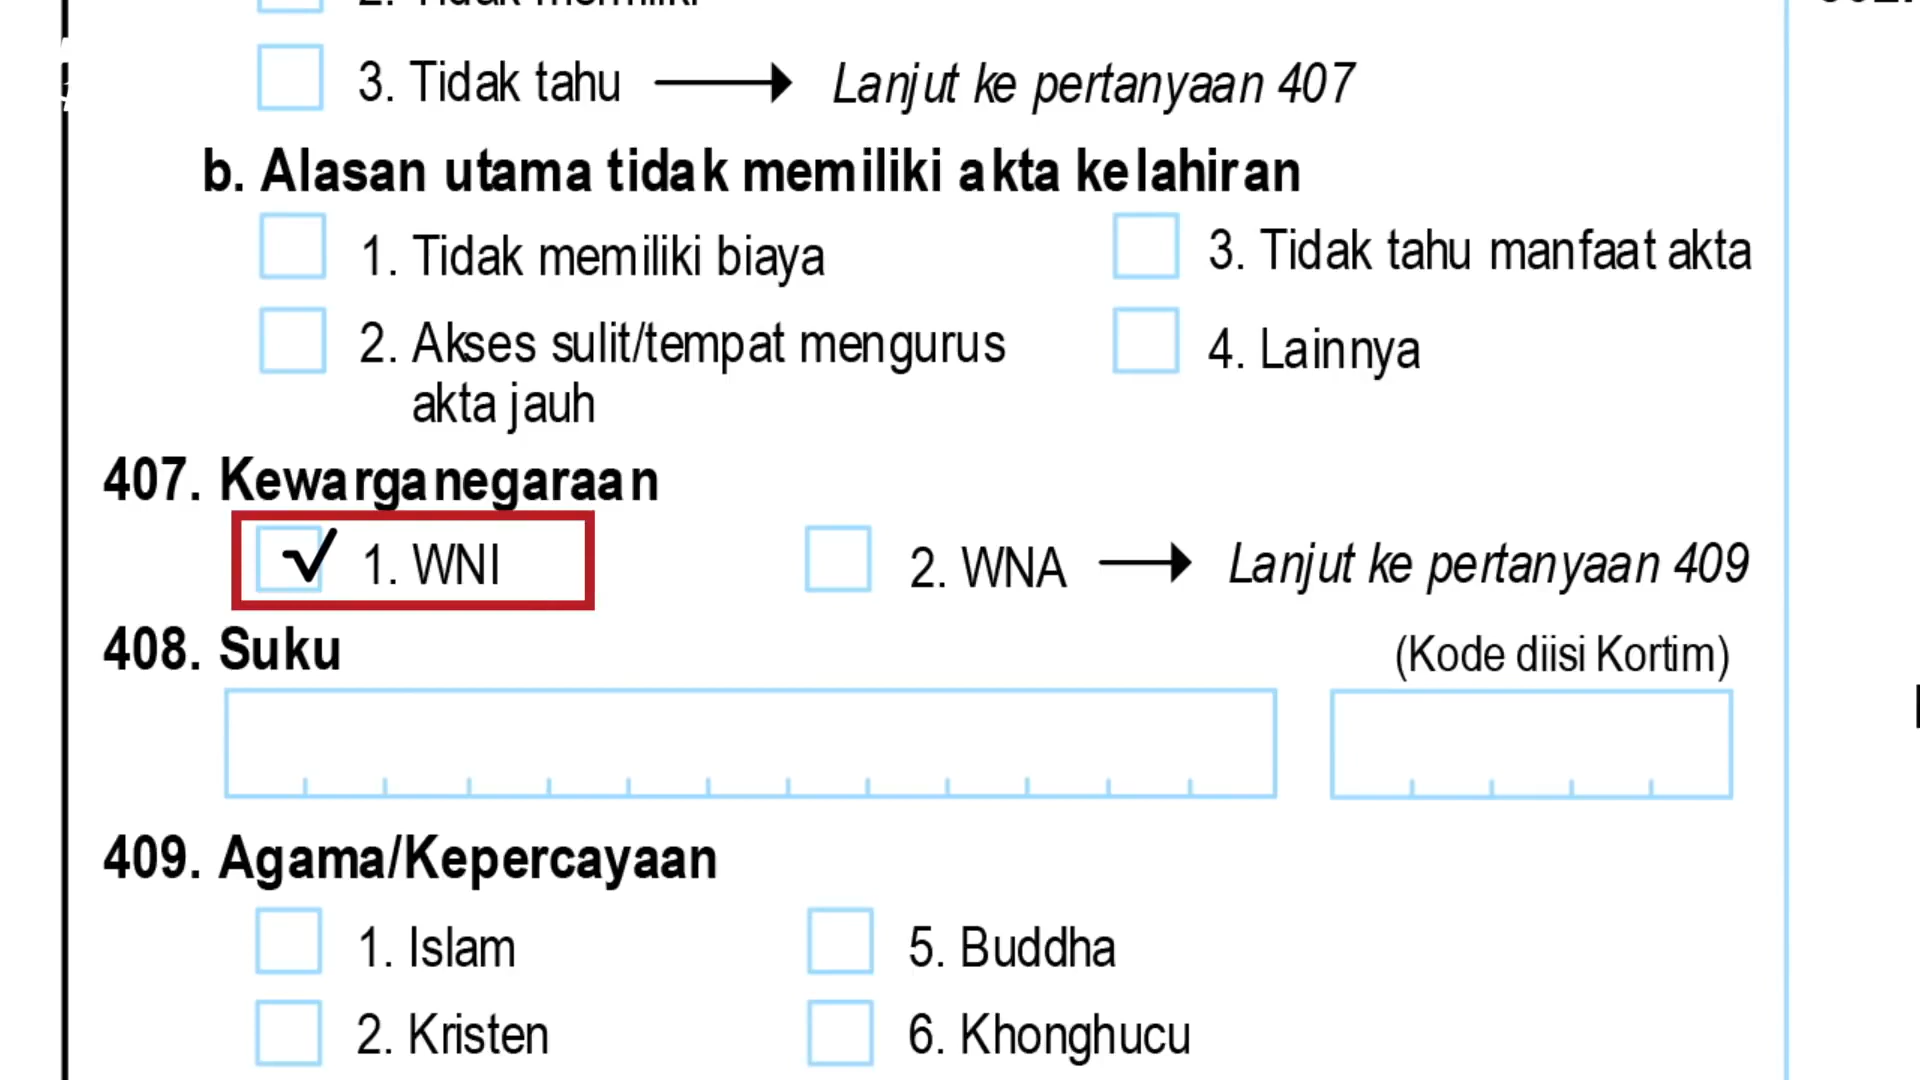 2. Tidak memiliki
3. Tidak tahu → Lanjut ke pertanyaan 407
b. Alasan utama tidak memiliki akta kelahiran
1. Tidak memiliki biaya
3. Tidak tahu manfaat akta
2. Akses sulit/tempat mengurus
akta jauh
4. Lainnya
407. Kewarganegaraan
√ 1. WNI
2. WNA → Lanjut ke pertanyaan 409
408. Suku
(Kode diisi Kortim)
409. Agama/Kepercayaan
1. Islam
5. Buddha
2. Kristen
6. Khonghucu